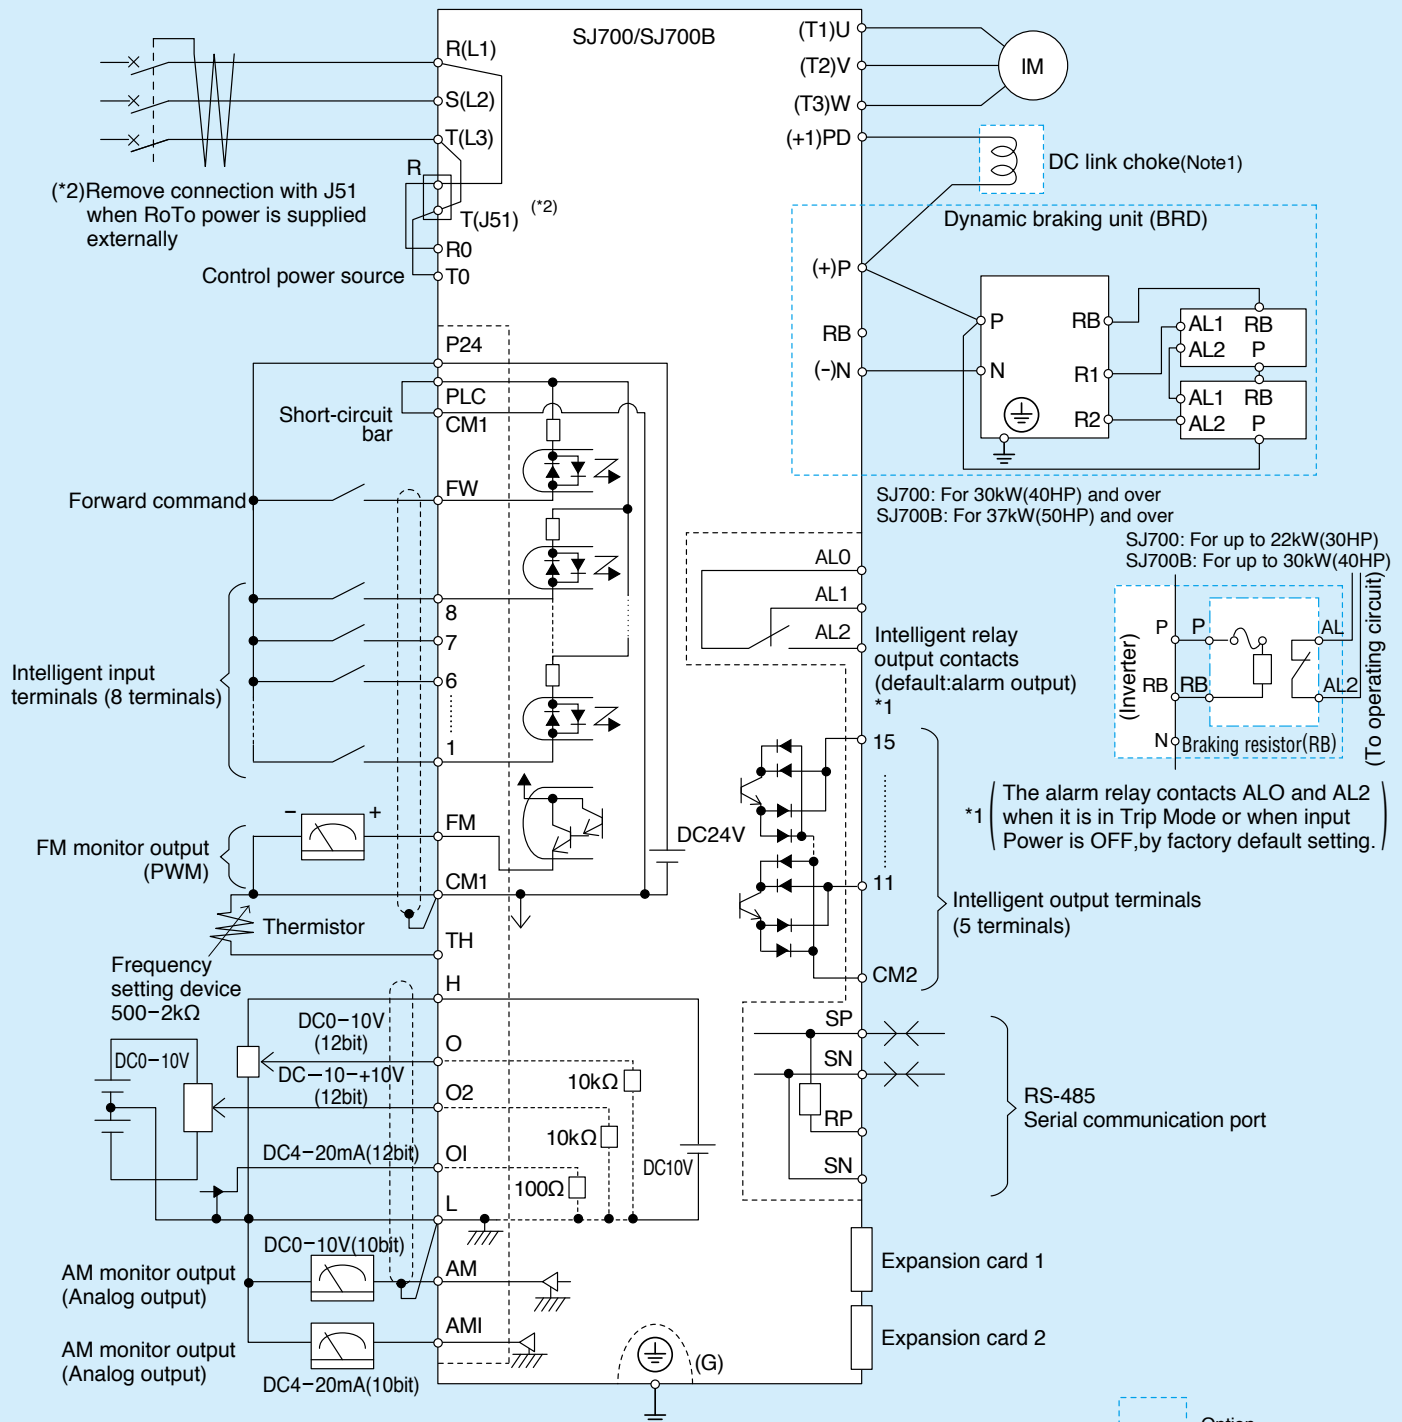 SJ700/SJ700B
R(L1)
S(L2)
T(L3)
R
T(J51) (*2)
R0
T0
(*2)Remove connection with J51
when RoTo power is supplied
externally
Control power source
(T1)U
(T2)V
(T3)W
IM
(+1)PD
DC link choke(Note1)
Dynamic braking unit (BRD)
(+)P
RB
(-)N
P
N
RB
R1
R2
AL1 RB
AL2 P
AL1 RB
AL2 P
SJ700: For 30kW(40HP) and over
SJ700B: For 37kW(50HP) and over
SJ700: For up to 22kW(30HP)
SJ700B: For up to 30kW(40HP)
(Inverter)
P
RB
N
P
RB
AL
AL2
Braking resistor(RB)
(To operating circuit)
*1 The alarm relay contacts ALO and AL2
when it is in Trip Mode or when input
Power is OFF,by factory default setting.
P24
PLC
CM1
Short-circuit
bar
Forward command
FW
8
7
6
1
Intelligent input
terminals (8 terminals)
FM monitor output
(PWM)
−
+
FM
CM1
Thermistor
TH
DC24V
AL0
AL1
AL2
Intelligent relay
output contacts
(default:alarm output)
*1
15
11
CM2
Intelligent output terminals
(5 terminals)
Frequency
setting device
500−2kΩ
H
DC0−10V
(12bit)
O
DC0−10V
DC−10-+10V
(12bit)
O2
DC4−20mA(12bit)
OI
L
10kΩ
10kΩ
100Ω
DC10V
SP
SN
RP
SN
RS-485
Serial communication port
DC0−10V(10bit)
AM
AM monitor output
(Analog output)
AMI
AM monitor output
(Analog output)
DC4−20mA(10bit)
(G)
Expansion card 1
Expansion card 2
Option